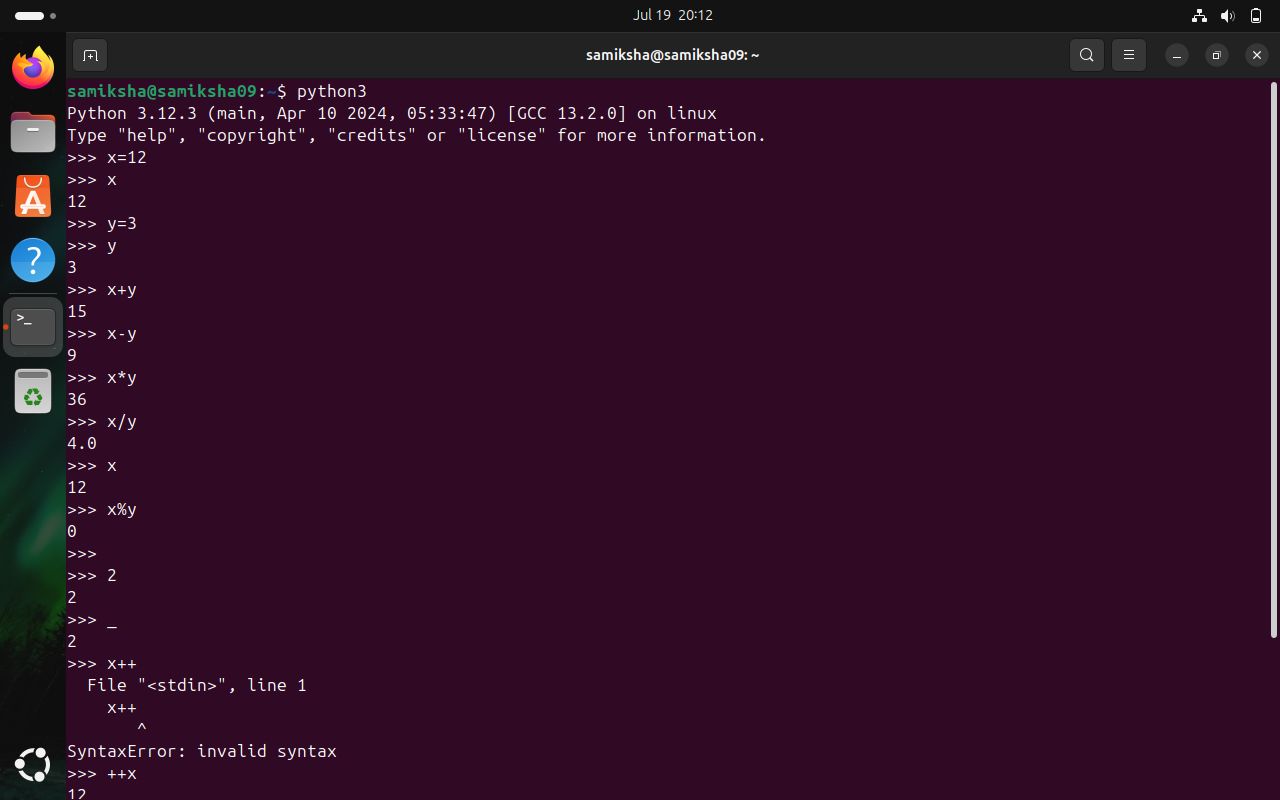 Jul 19 20:12
samiksha@samiksha09: ~
samiksha@samiksha09:~$ python3
Python 3.12.3 (main, Apr 10 2024, 05:33:47) [GCC 13.2.0] on linux
Type "help", "copyright", "credits" or "license" for more information.
>>> x=12
>>> x
12
>>> y=3
>>> y
3
>>> x+y
15
>>> x-y
9
>>> x*y
36
>>> x/y
4.0
>>> x
12
>>> x%y
0
>>>
>>> 2
2
>>> _
2
>>> x++
  File "<stdin>", line 1
    x++
       ^
SyntaxError: invalid syntax
>>> ++x
12